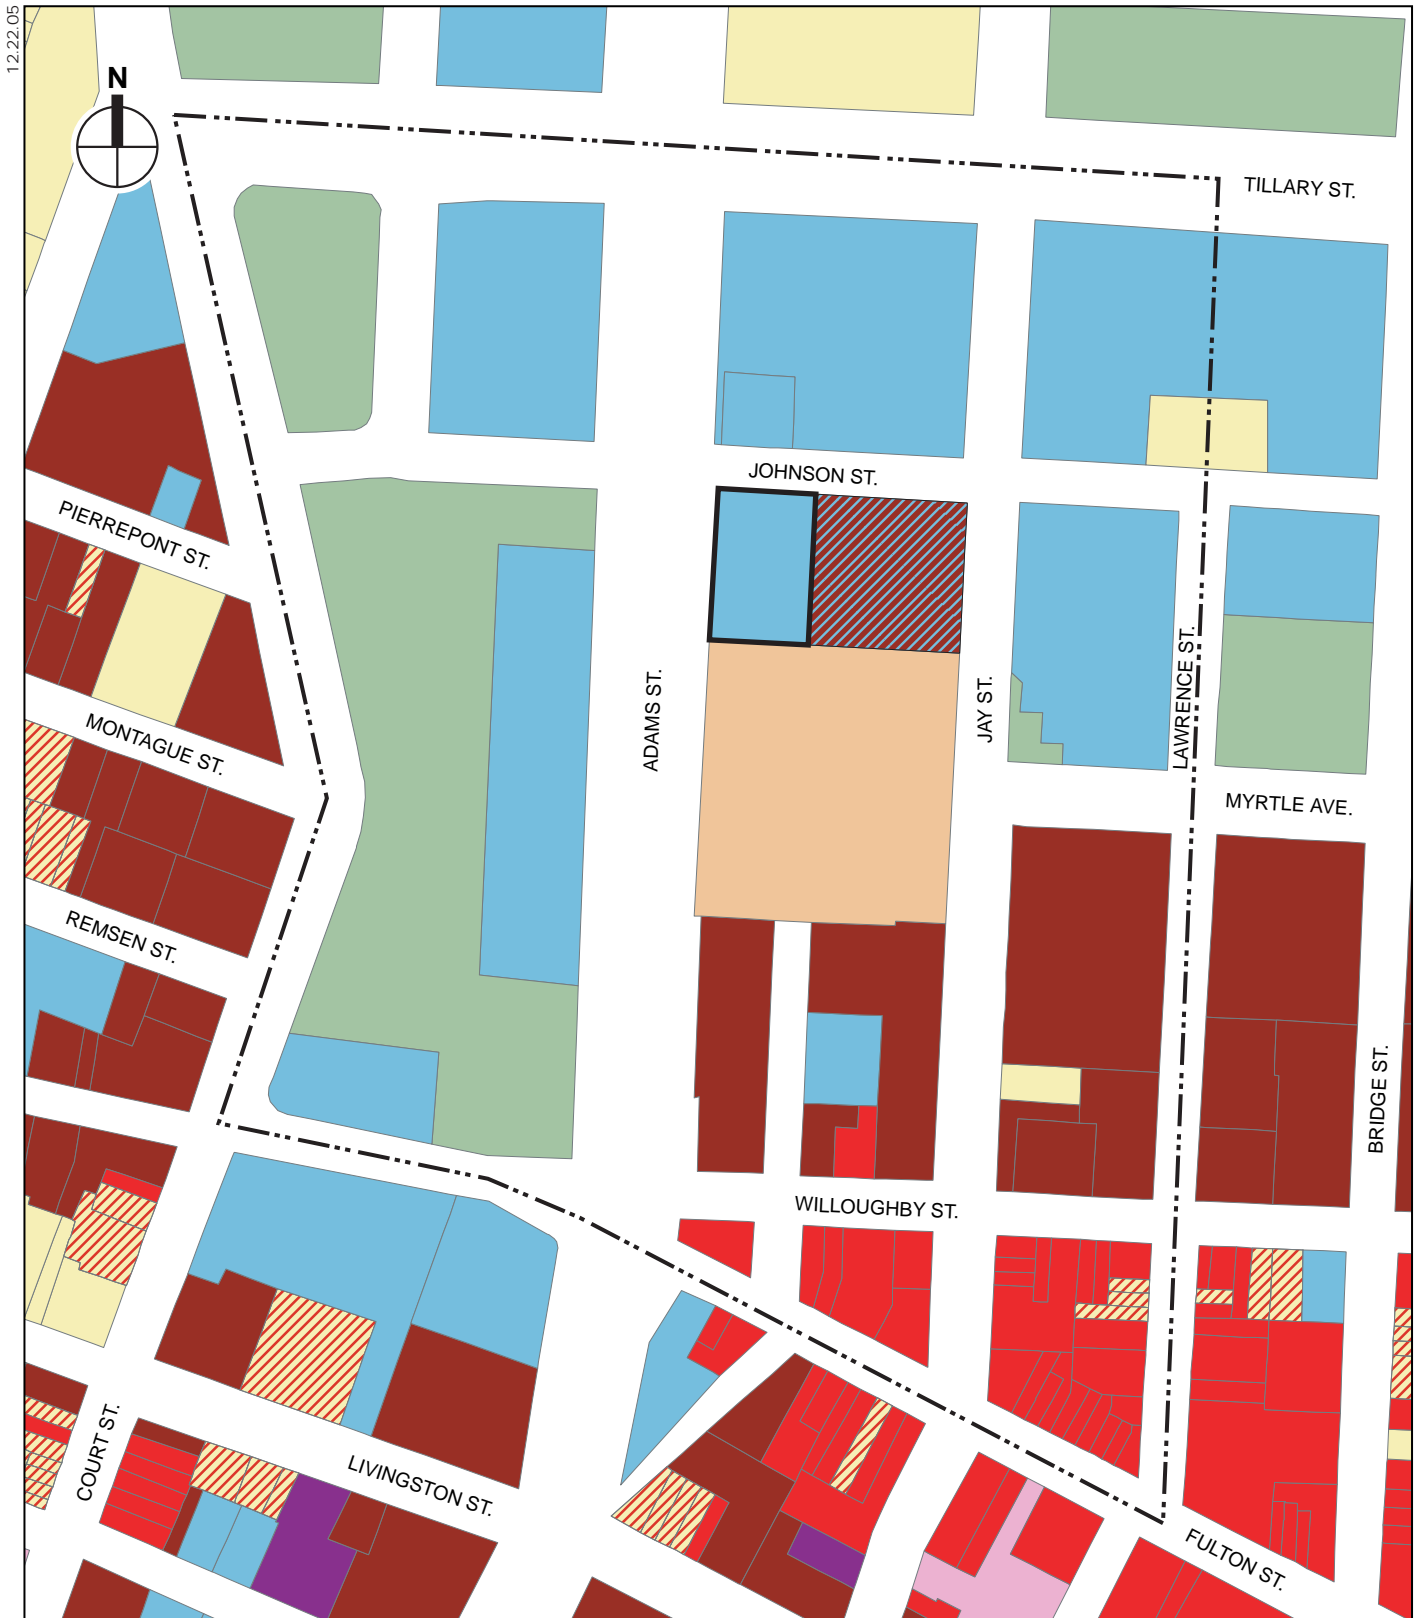 12.22.05
N
TILLARY ST.
JOHNSON ST.
PIERREPONT ST.
ADAMS ST.
JAY ST.
LAWRENCE ST.
MONTAGUE ST.
MYRTLE AVE.
REMSEN ST.
BRIDGE ST.
WILLOUGHBY ST.
COURT ST.
LIVINGSTON ST.
FULTON ST.